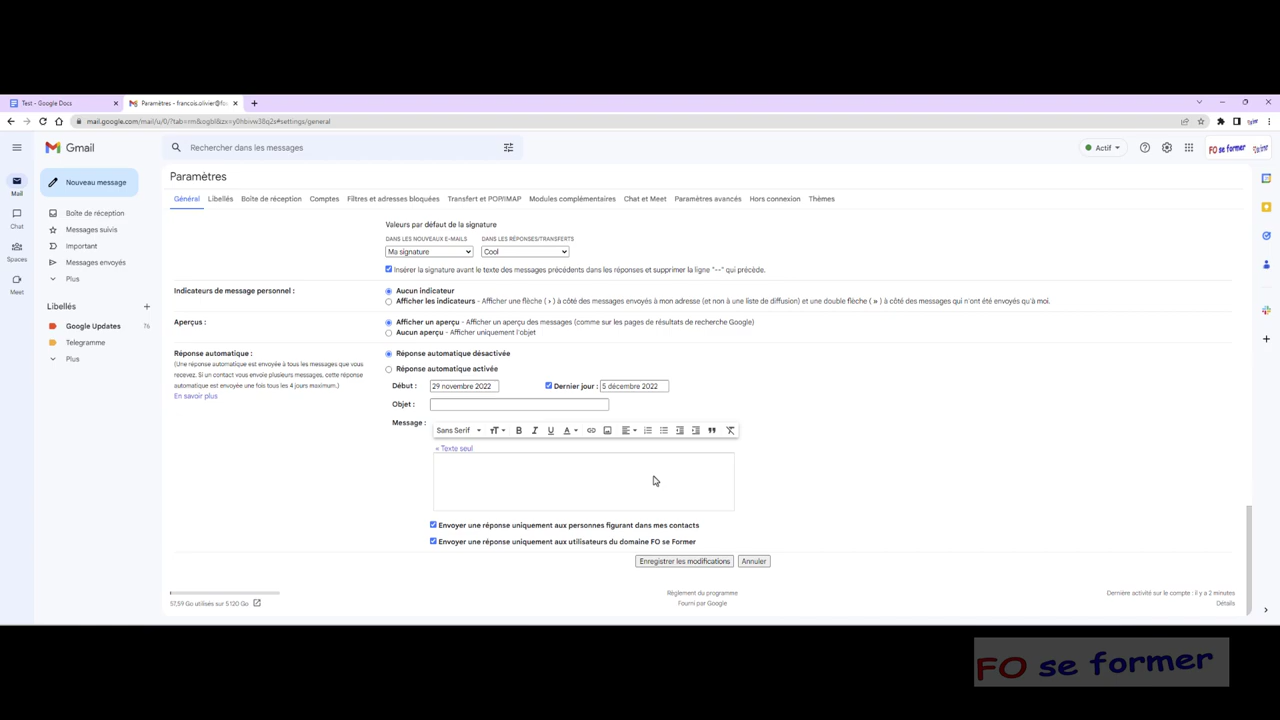 Test - Google Docs
Paramètres - francois.olivier@fo
mail.google.com/mail/u/0/?tab=rm&ogbl&zx=y0hbivw38q2s#settings/general
Gmail
Rechercher dans les messages
Actif
FO se former
Paramètres
Mail
Chat
Spaces
Meet
Nouveau message
Boîte de réception
Messages suivis
Important
Messages envoyés
Plus
Libellés
Google Updates 76
Telegramme
Plus
Général Libellés Boîte de réception Comptes Filtres et adresses bloquées Transfert et POP/IMAP Modules complémentaires Chat et Meet Paramètres avancés Hors connexion Thèmes
Valeurs par défaut de la signature
DANS LES NOUVEAUX E-MAILS DANS LES RÉPONSES/TRANSFERTS
Ma signature Cool
Insérer la signature avant le texte des messages précédents dans les réponses et supprimer la ligne "--" qui précède.
Indicateurs de message personnel : Aucun indicateur
Afficher les indicateurs - Afficher une flèche ( › ) à côté des messages envoyés à mon adresse (et non à une liste de diffusion) et une double flèche ( » ) à côté des messages qui n'ont été envoyés qu'à moi.
Aperçus : Afficher un aperçu - Afficher un aperçu des messages (comme sur les pages de résultats de recherche Google)
Aucun aperçu - Afficher uniquement l'objet
Réponse automatique : Réponse automatique désactivée
(Une réponse automatique est envoyée à tous les messages que vous
recevez. Si un contact vous envoie plusieurs messages, cette réponse
automatique est envoyée une fois tous les 4 jours maximum.)
En savoir plus
Réponse automatique activée
Début : 29 novembre 2022 Dernier jour : 5 décembre 2022
Objet :
Message :
Sans Serif
« Texte seul
Envoyer une réponse uniquement aux personnes figurant dans mes contacts
Envoyer une réponse uniquement aux utilisateurs du domaine FO se Former
Enregistrer les modifications Annuler
57,59 Go utilisés sur 5 120 Go
Règlement du programme
Fourni par Google
Dernière activité sur le compte : il y a 2 minutes
Détails
FO se former